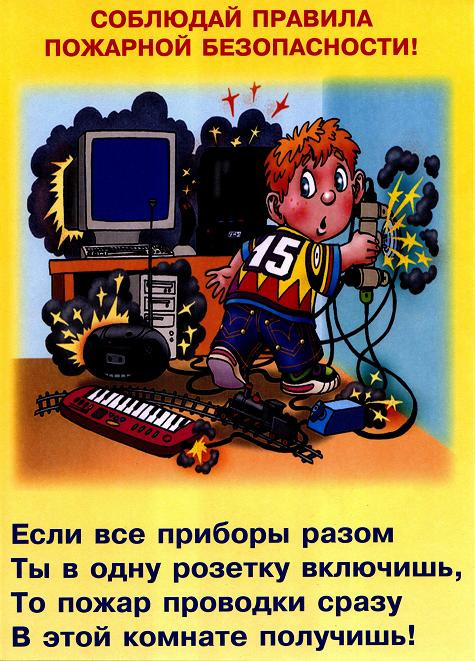 СОБЛЮДАЙ ПРАВИЛА
ПОЖАРНОЙ БЕЗОПАСНОСТИ!
15
Если все приборы разом
Ты в одну розетку включишь,
То пожар проводки сразу
В этой комнате получишь!